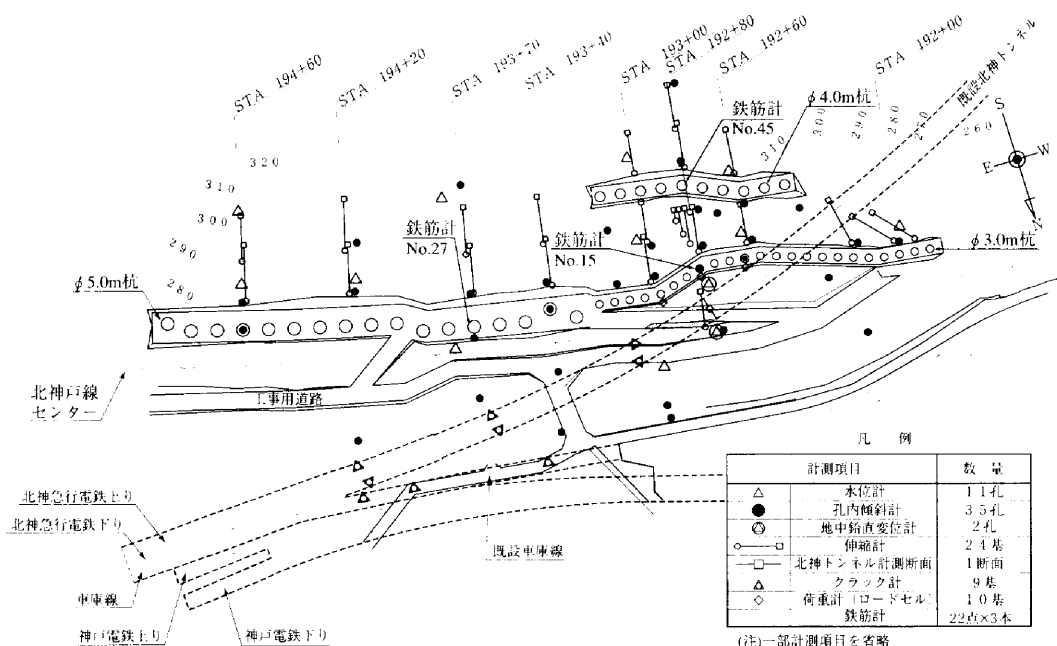 STA 194+60
STA 194+20
STA 193+70
STA 193+40
STA 193+00
STA 192+80
STA 192+60
STA 192+00
既設北神トンネル
320
310
300
290
280
310
300
290
280
270
260
S
E
W
N
鉄筋計
No.45
φ4.0m杭
鉄筋計
No.27
鉄筋計
No.15
φ3.0m杭
φ5.0m杭
北神戸線
センター
工事用道路
北神急行電鉄上り
北神急行電鉄下り
車庫線
神戸電鉄上り
神戸電鉄下り
既設車庫線
凡 例
計測項目 数 量
水位計 11孔
孔内傾斜計 35孔
地中鉛直変位計 2孔
伸縮計 24基
北神トンネル計測断面 1断面
クラック計 9基
荷重計(ロードセル) 10基
鉄筋計 22点×3本
(注)一部計測項目を省略